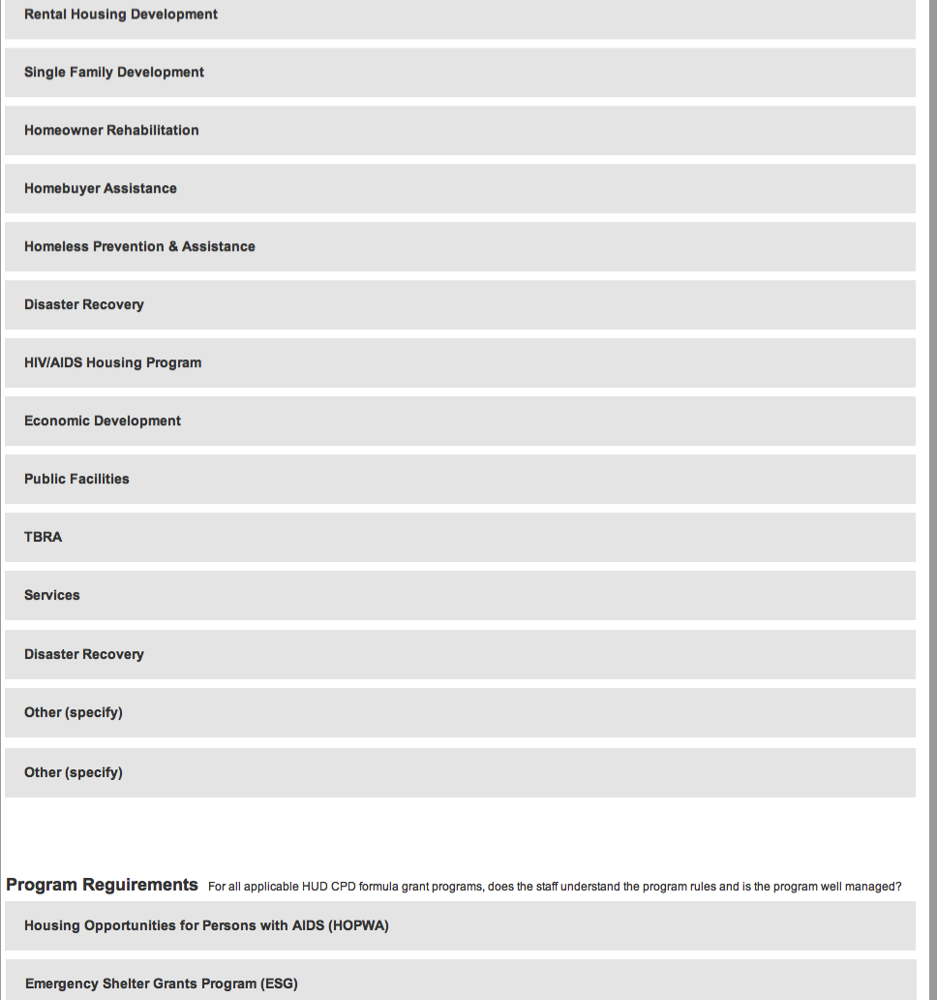 Rental Housing Development
Single Family Development
Homeowner Rehabilitation
Homebuyer Assistance
Homeless Prevention & Assistance
Disaster Recovery
HIV/AIDS Housing Program
Economic Development
Public Facilities
TBRA
Services
Disaster Recovery
Other (specify)
Other (specify)
Program Reguirements For all applicable HUD CPD formula grant programs, does the staff understand the program rules and is the program well managed?
Housing Opportunities for Persons with AIDS (HOPWA)
Emergency Shelter Grants Program (ESG)